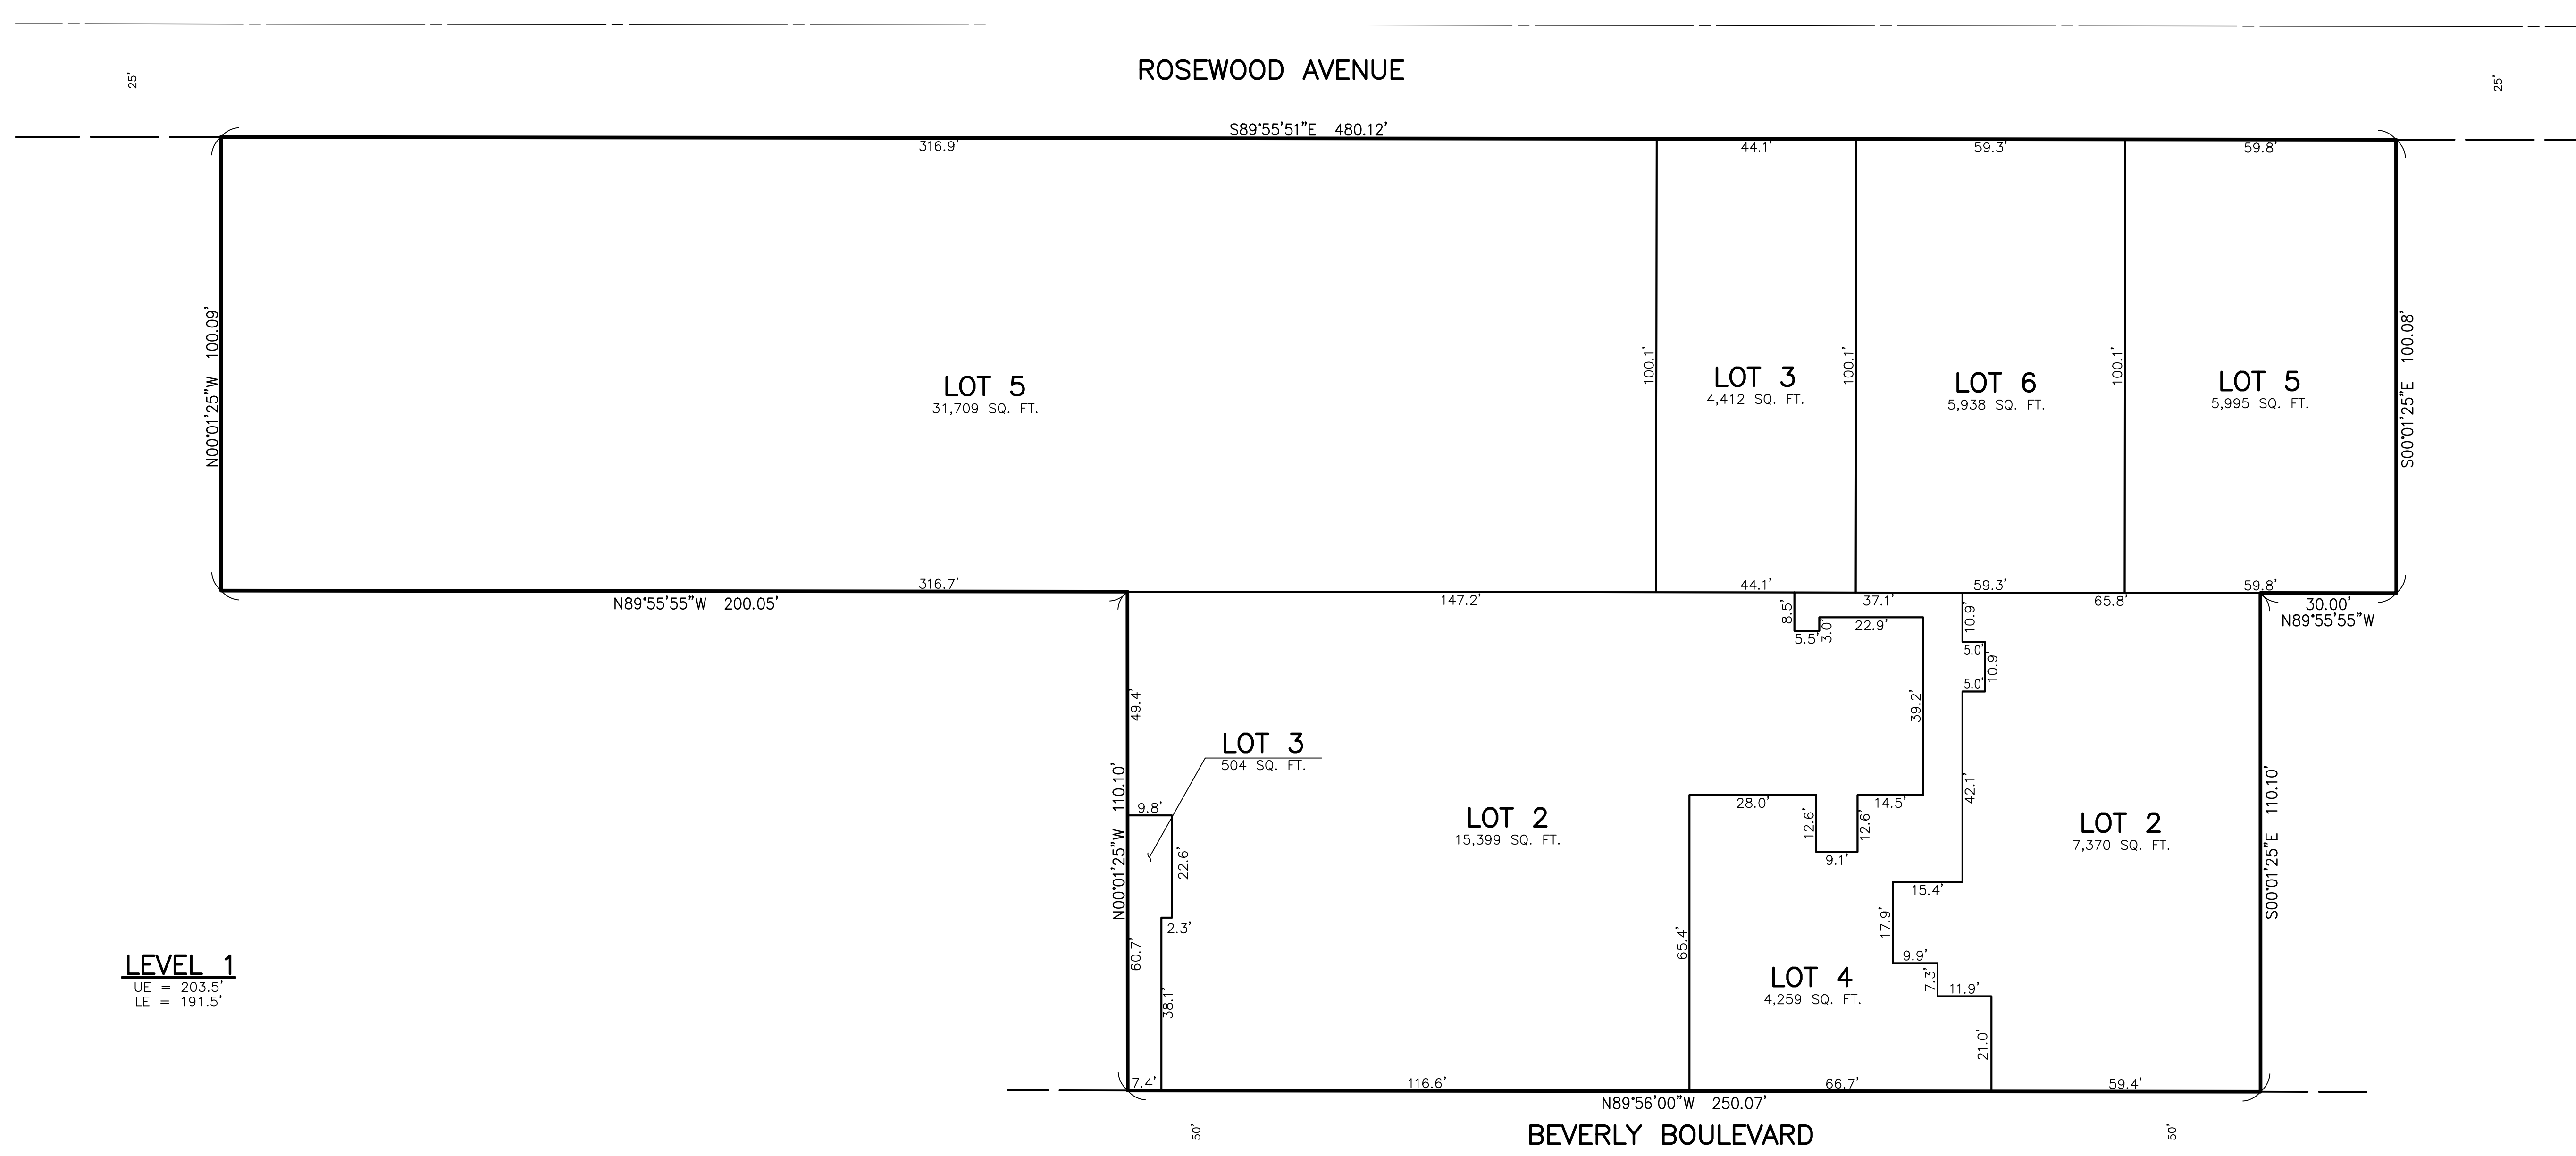 ROSEWOOD AVENUE
25'
25'
S89°55'51"E 480.12'
316.9'
44.1'
59.3'
59.8'
N00°01'25"W 100.09'
100.1'
100.1'
100.1'
S00°01'25"E 100.08'
LOT 5
31,709 SQ. FT.
LOT 3
4,412 SQ. FT.
LOT 6
5,938 SQ. FT.
LOT 5
5,995 SQ. FT.
316.7'
44.1'
59.3'
59.8'
N89°55'55"W 200.05'
147.2'
37.1'
65.8'
30.00'
N89°55'55"W
8.5'
5.5'
3.0'
22.9'
10.9'
5.0'
10.9'
5.0'
49.4'
39.2'
42.1'
LOT 3
504 SQ. FT.
9.8'
N00°01'25"W 110.10'
22.6'
2.3'
60.7'
38.1'
LOT 2
15,399 SQ. FT.
28.0'
12.6'
9.1'
12.6'
14.5'
LOT 2
7,370 SQ. FT.
S00°01'25"E 110.10'
15.4'
17.9'
9.9'
7.3'
11.9'
21.0'
65.4'
LOT 4
4,259 SQ. FT.
LEVEL 1
UE = 203.5'
LE = 191.5'
7.4'
116.6'
66.7'
59.4'
N89°56'00"W 250.07'
50'
BEVERLY BOULEVARD
50'